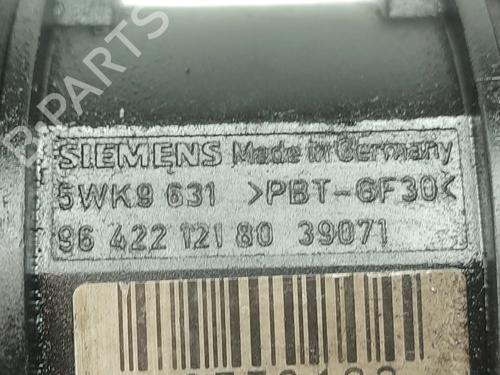 B-PARTS
SIEMENS Made in Germany
5WK9 631 >PBT-GF30<
96 422 121 80 39071